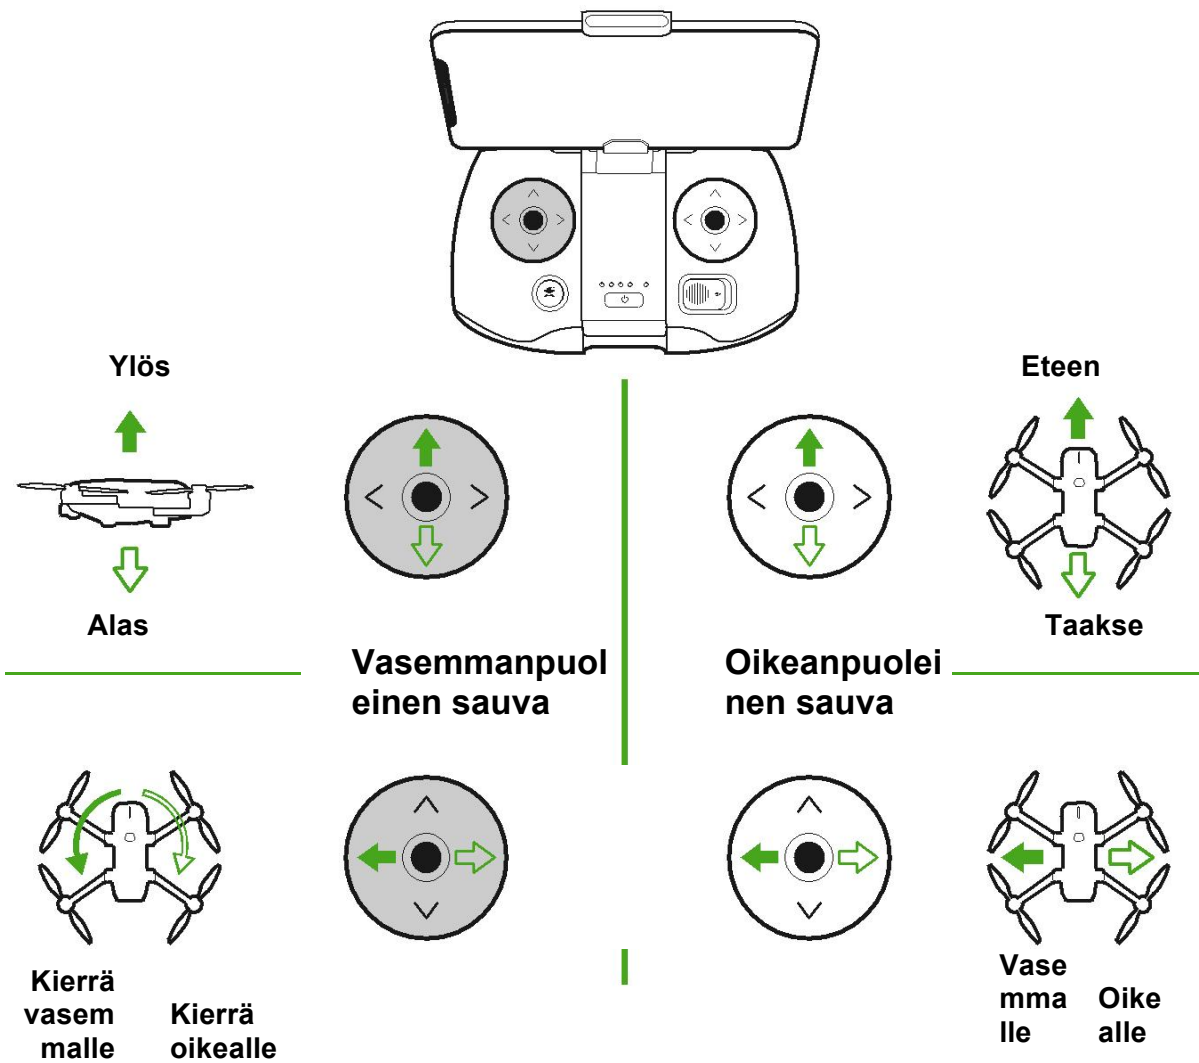 Ylös
Eteen
Alas
Taakse
Vasemmanpuol
einen sauva
Oikeanpuolei
nen sauva
Kierrä
vasem
malle
Kierrä
oikealle
Vase
mma
lle
Oike
alle